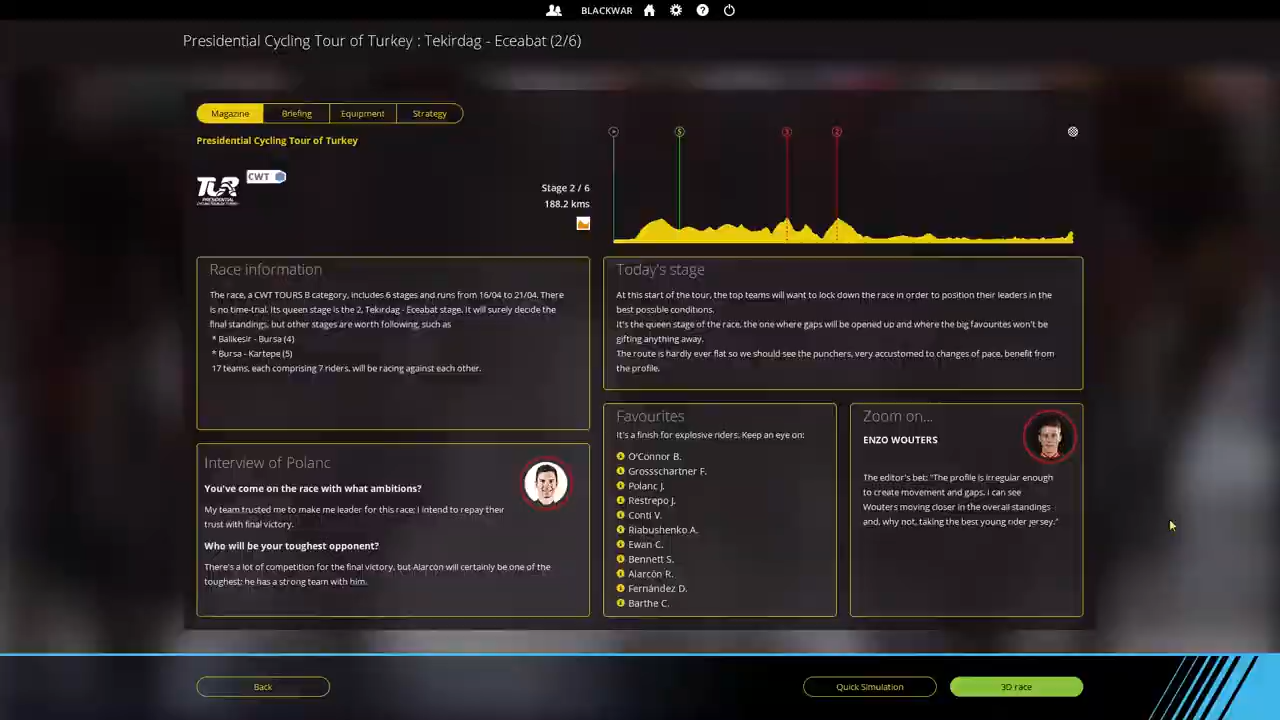 BLACKWAR
Presidential Cycling Tour of Turkey : Tekirdag - Eceabat (2/6)
Magazine
Briefing
Equipment
Strategy
Presidential Cycling Tour of Turkey
TUR
PRESIDENTIAL
CYCLING TOUR OF TURKEY
CWT
Stage 2 / 6
188.2 kms
S
3
2
Race information
The race, a CWT TOURS B category, includes 6 stages and runs from 16/04 to 21/04. There
is no time-trial. Its queen stage is the 2, Tekirdag - Eceabat stage. It will surely decide the
final standings, but other stages are worth following, such as
* Balikesir - Bursa (4)
* Bursa - Kartepe (5)
17 teams, each comprising 7 riders, will be racing against each other.
Today's stage
At this start of the tour, the top teams will want to lock down the race in order to position their leaders in the
best possible conditions.
It's the queen stage of the race, the one where gaps will be opened up and where the big favourites won't be
gifting anything away.
The route is hardly ever flat so we should see the punchers, very accustomed to changes of pace, benefit from
the profile.
Interview of Polanc
You've come on the race with what ambitions?
My team trusted me to make me leader for this race; I intend to repay their
trust with final victory.
Who will be your toughest opponent?
There's a lot of competition for the final victory, but Alarcón will certainly be one of the
toughest; he has a strong team with him.
Favourites
It's a finish for explosive riders. Keep an eye on:
O'Connor B.
Grossschartner F.
Polanc J.
Restrepo J.
Conti V.
Riabushenko A.
Ewan C.
Bennett S.
Alarcón R.
Fernández D.
Barthe C.
Zoom on...
ENZO WOUTERS
The editor's bet: "The profile is irregular enough
to create movement and gaps. I can see
Wouters moving closer in the overall standings
and, why not, taking the best young rider jersey."
Back
Quick Simulation
3D race